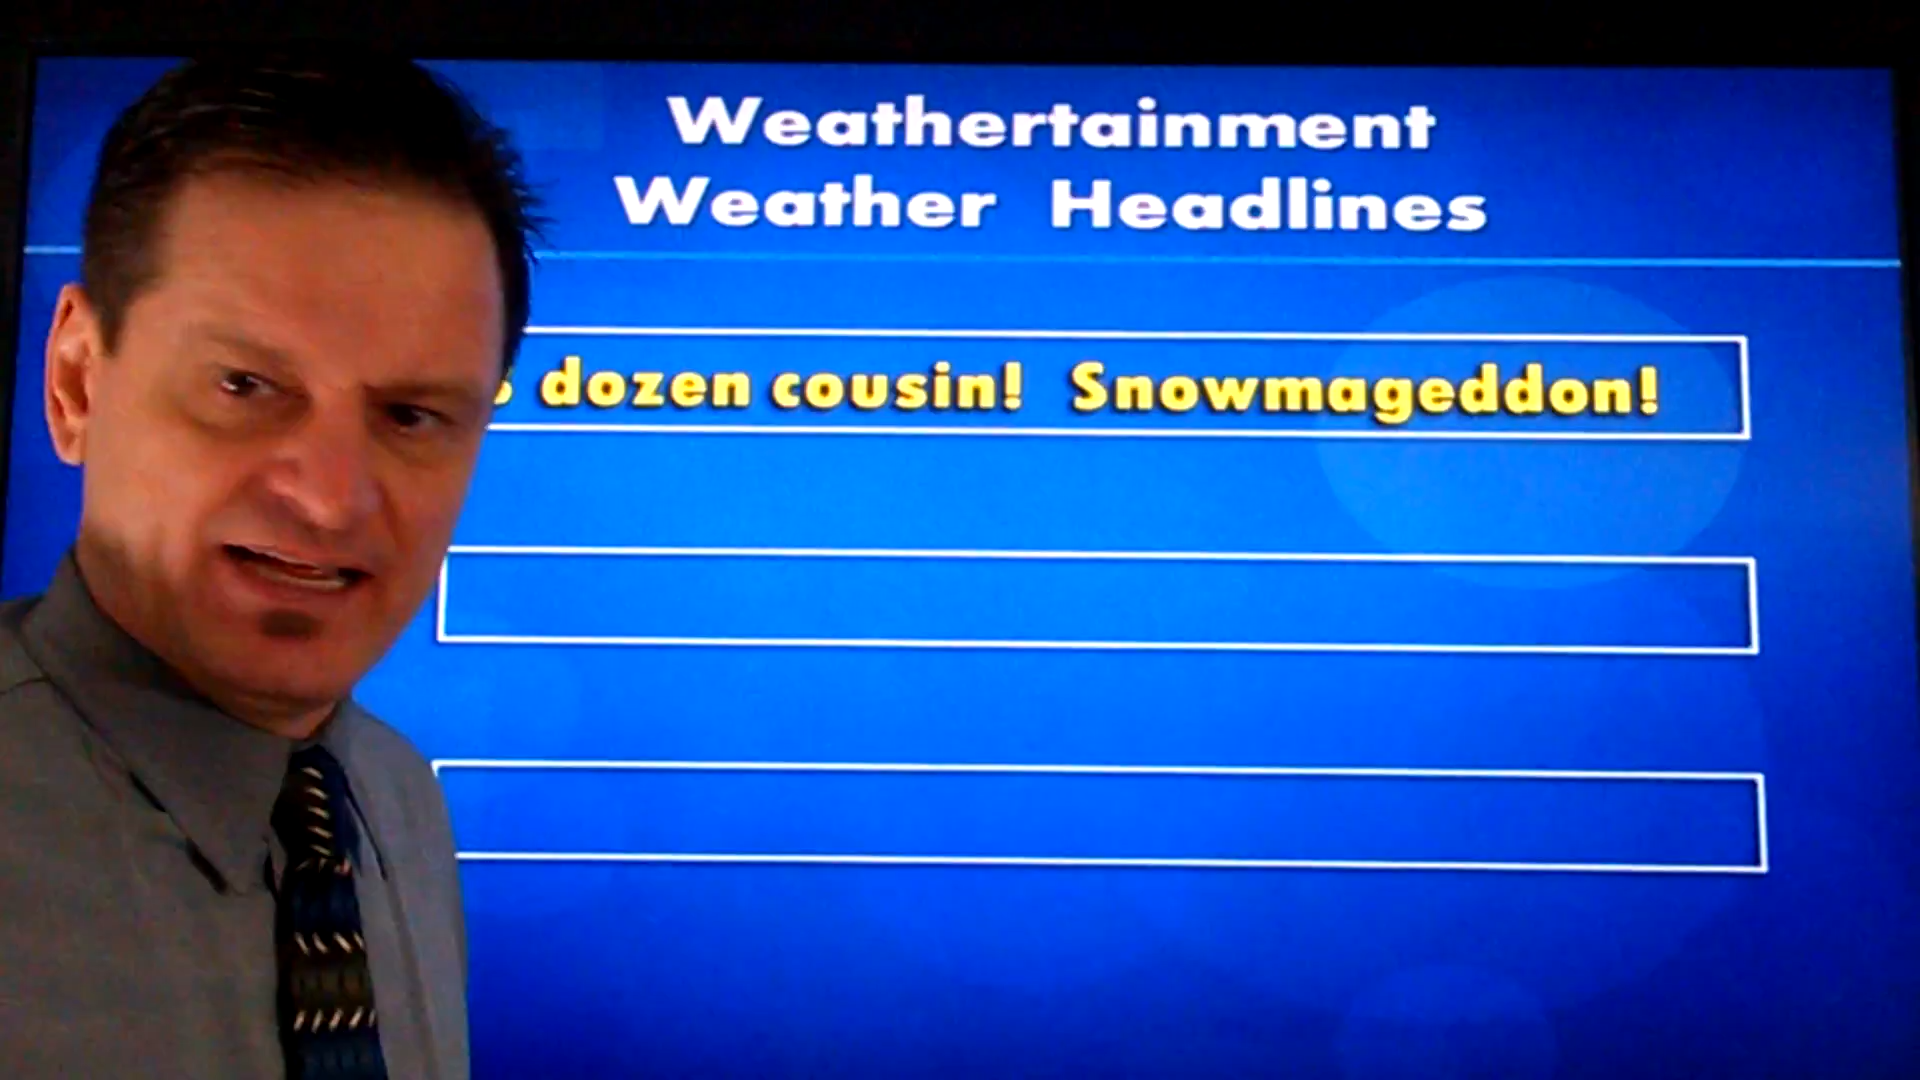 Weathertainment
Weather Headlines
dozen cousin! Snowmageddon!